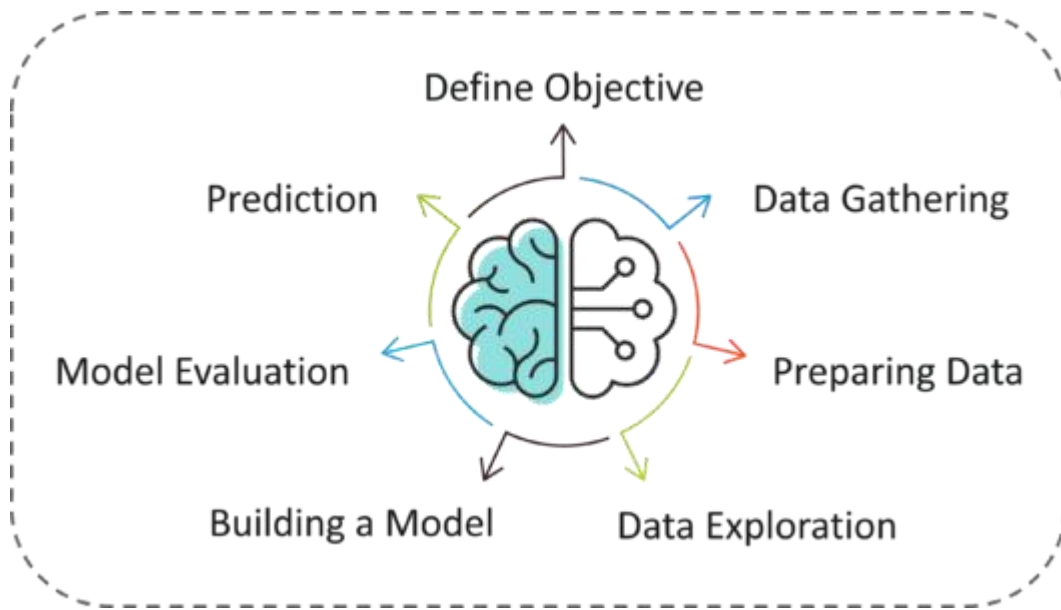 Define Objective
Data Gathering
Preparing Data
Data Exploration
Building a Model
Model Evaluation
Prediction